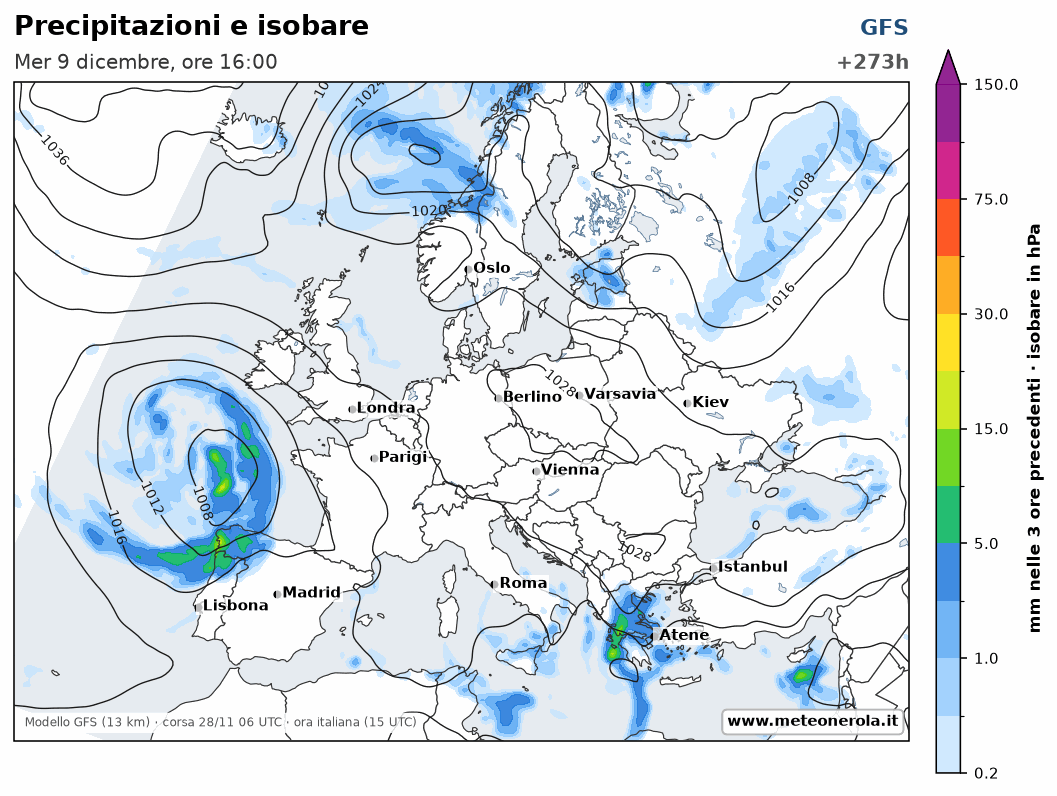 Precipitazioni e isobare
GFS
Mer 9 dicembre, ore 16:00
+273h
150.0
75.0
30.0
15.0
5.0
1.0
0.2
mm nelle 3 ore precedenti · isobare in hPa
1024
1036
1020
1008
1016
Oslo
1028
Londra
Berlino
Varsavia
Kiev
Parigi
Vienna
1012
1008
1016
1028
Istanbul
Madrid
Roma
Lisbona
Atene
Modello GFS (13 km) · corsa 28/11 06 UTC · ora italiana (15 UTC)
www.meteonerola.it